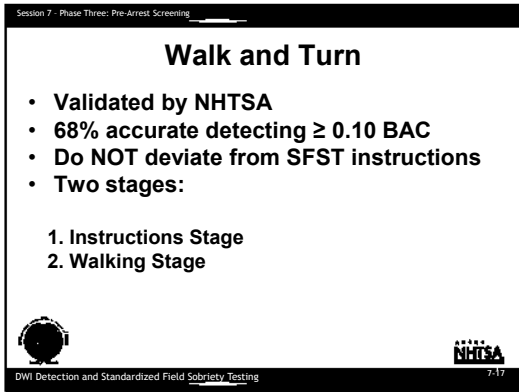 Session 7 - Phase Three: Pre-Arrest Screening
Walk and Turn
• Validated by NHTSA
• 68% accurate detecting ≥ 0.10 BAC
• Do NOT deviate from SFST instructions
• Two stages:
1. Instructions Stage
2. Walking Stage
NHTSA
DWI Detection and Standardized Field Sobriety Testing
7-17